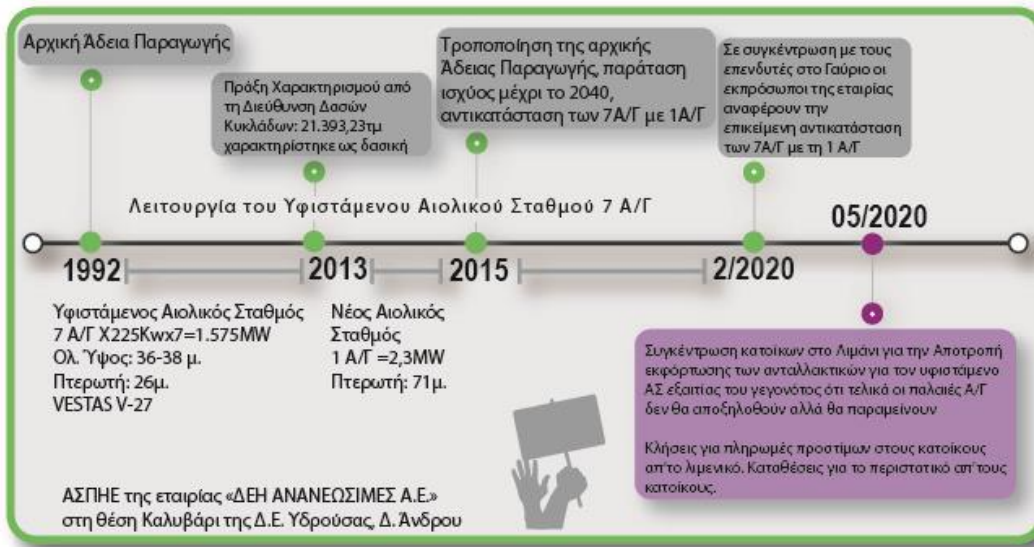 Αρχική Άδεια Παραγωγής
Πράξη Χαρακτηρισμού από
τη Διεύθυνση Δασών
Κυκλάδων: 21.393,23τμ
χαρακτηρίστηκε ως δασική
Τροποποίηση της αρχικής
Άδειας Παραγωγής, παράταση
ισχύος μέχρι το 2040,
αντικατάσταση των 7Α/Γ με 1Α/Γ
Σε συγκέντρωση με τους
επενδυτές στο Γαύριο οι
εκπρόσωποι της εταιρίας
αναφέρουν την
επικείμενη αντικατάσταση
των 7Α/Γ με τη 1 Α/Γ
Λειτουργία του Υφιστάμενου Αιολικού Σταθμού 7 Α/Γ
05/2020
1992
2013
2015
2/2020
Υφιστάμενος Αιολικός Σταθμός
7 Α/Γ Χ225Kwx7=1.575MW
Ολ. Ύψος: 36-38 μ.
Πτερωτή: 26μ.
VESTAS V-27
Νέος Αιολικός
Σταθμός
1 Α/Γ =2,3MW
Πτερωτή: 71μ.
Συγκέντρωση κατοίκων στο Λιμάνι για την Αποτροπή
εκφόρτωσης των ανταλλακτικών για τον υφιστάμενο
ΑΣ εξαιτίας του γεγονότος ότι τελικά οι παλαιές Α/Γ
δεν θα αποξηλοθούν αλλά θα παραμείνουν
Κλήσεις για πληρωμές προστίμων στους κατοίκους
απ'το λιμενικό. Καταθέσεις για το περιστατικό απ'τους
κατοίκους.
ΑΣΠΗΕ της εταιρίας «ΔΕΗ ΑΝΑΝΕΩΣΙΜΕΣ Α.Ε.»
στη θέση Καλυβάρι της Δ.Ε. Υδρούσας, Δ. Άνδρου